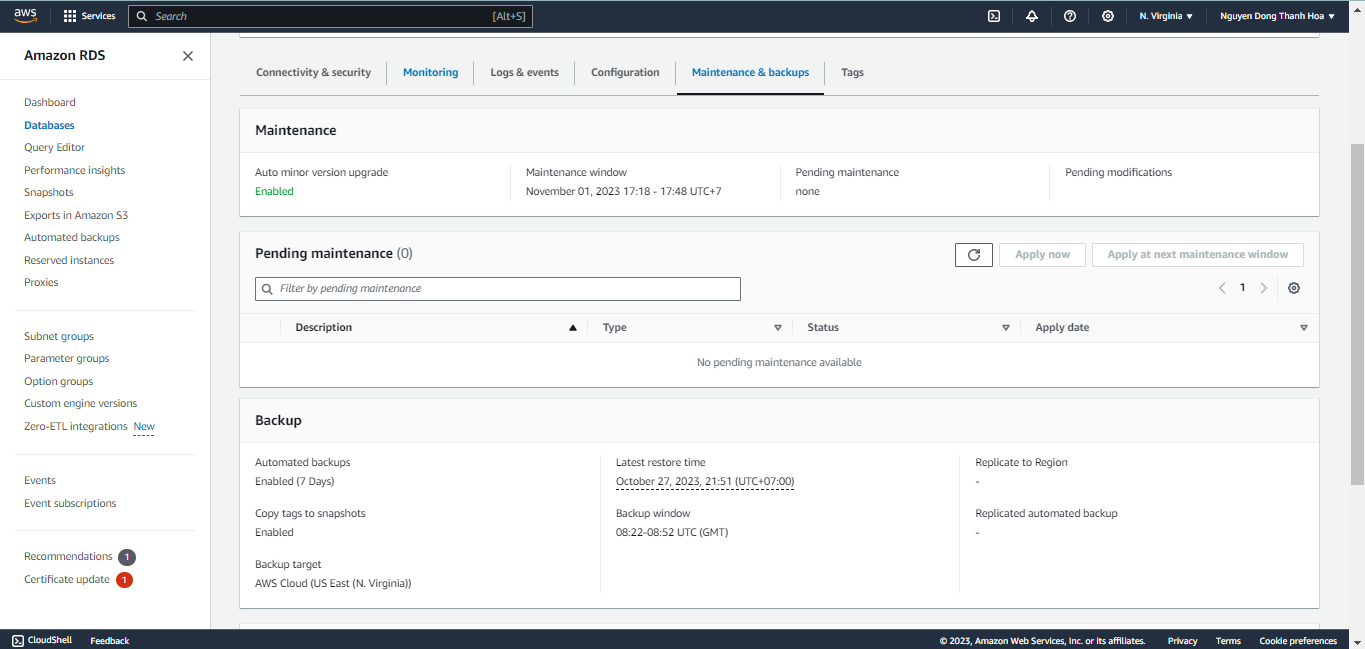 aws Services Search [Alt+S] N. Virginia Nguyen Dong Thanh Hoa
Amazon RDS
Dashboard
Databases
Query Editor
Performance insights
Snapshots
Exports in Amazon S3
Automated backups
Reserved instances
Proxies
Subnet groups
Parameter groups
Option groups
Custom engine versions
Zero-ETL integrations New
Events
Event subscriptions
Recommendations 1
Certificate update 1
Connectivity & security Monitoring Logs & events Configuration Maintenance & backups Tags
Maintenance
Auto minor version upgrade
Enabled
Maintenance window
November 01, 2023 17:18 - 17:48 UTC+7
Pending maintenance
none
Pending modifications
Pending maintenance (0)
Apply now Apply at next maintenance window
Filter by pending maintenance
1
Description Type Status Apply date
No pending maintenance available
Backup
Automated backups
Enabled (7 Days)
Copy tags to snapshots
Enabled
Backup target
AWS Cloud (US East (N. Virginia))
Latest restore time
October 27, 2023, 21:51 (UTC+07:00)
Backup window
08:22-08:52 UTC (GMT)
Replicate to Region
-
Replicated automated backup
-
CloudShell Feedback © 2023, Amazon Web Services, Inc. or its affiliates. Privacy Terms Cookie preferences